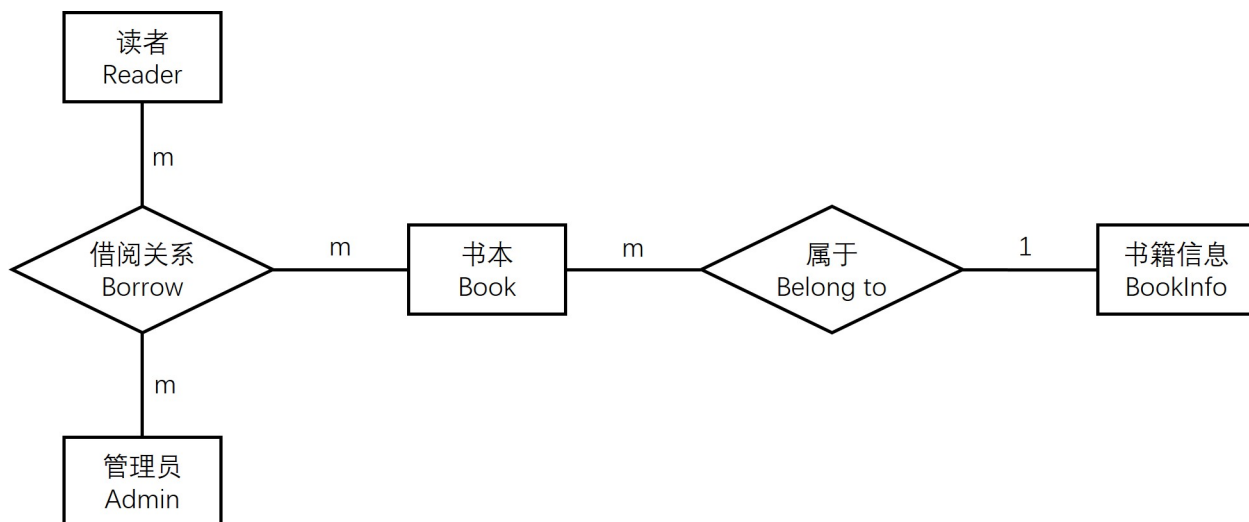 读者
Reader
m
借阅关系
Borrow
m
书本
Book
m
属于
Belong to
1
书籍信息
BookInfo
m
管理员
Admin